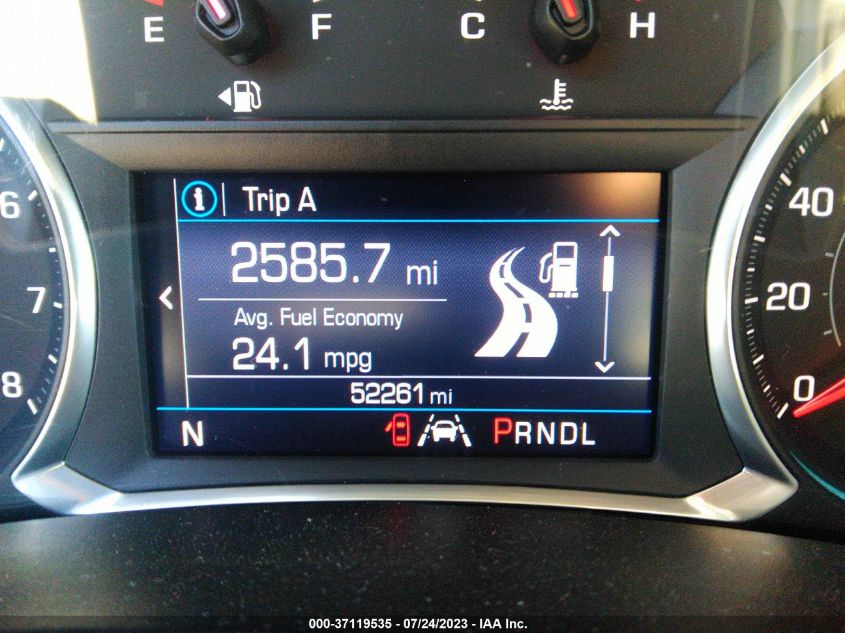 E F C H
6
7
8
i Trip A
2585.7 mi
Avg. Fuel Economy
24.1 mpg
52261 mi
N PRNDL
40
20
0
000-37119535 - 07/24/2023 - IAA Inc.